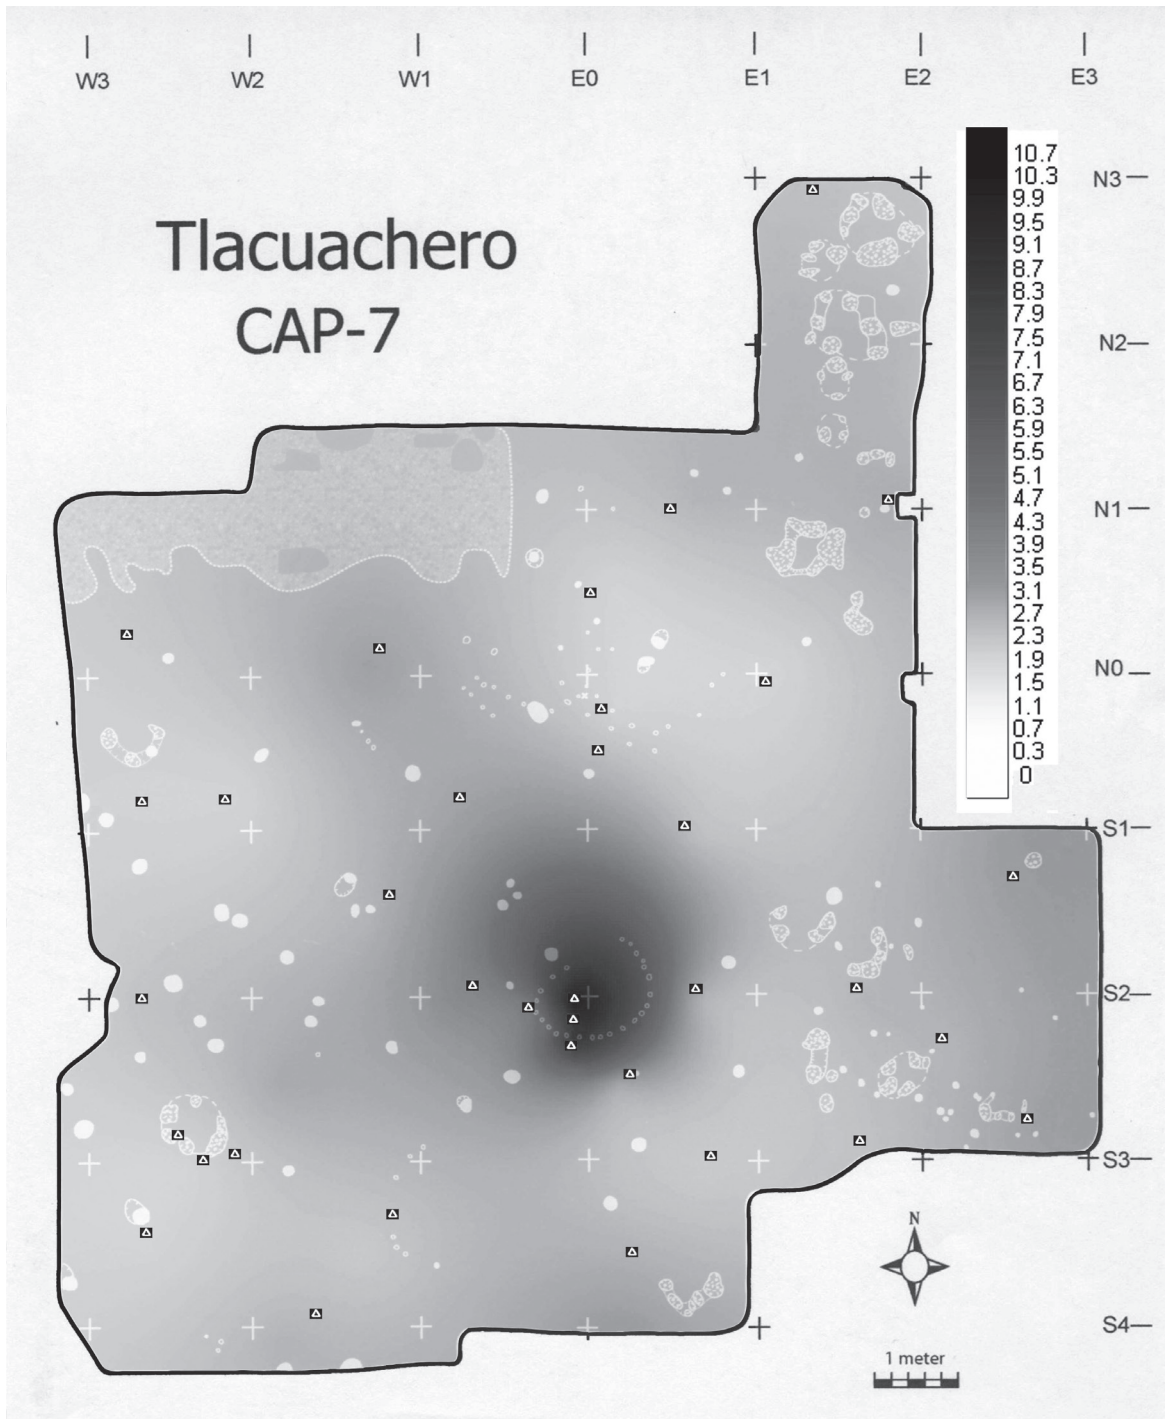 W3 W2 W1 E0 E1 E2 E3
Tlacuachero
CAP-7
10.7
10.3
9.9
9.5
9.1
8.7
8.3
7.9
7.5
7.1
6.7
6.3
5.9
5.5
5.1
4.7
4.3
3.9
3.5
3.1
2.7
2.3
1.9
1.5
1.1
0.7
0.3
0
N3
N2
N1
N0
S1
S2
S3
S4
N
1 meter